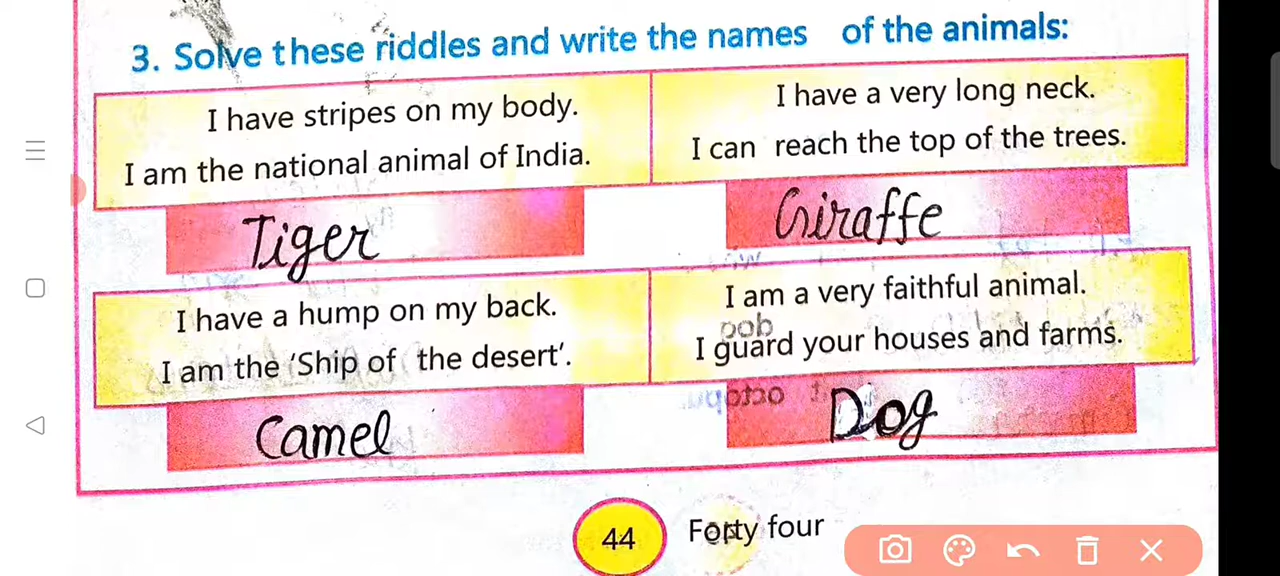 3. Solve these riddles and write the names of the animals:
I have stripes on my body.
I am the national animal of India.
Tiger
I have a very long neck.
I can reach the top of the trees.
Giraffe
I have a hump on my back.
I am the 'Ship of the desert'.
Camel
I am a very faithful animal.
I guard your houses and farms.
Dog
44 Forty four